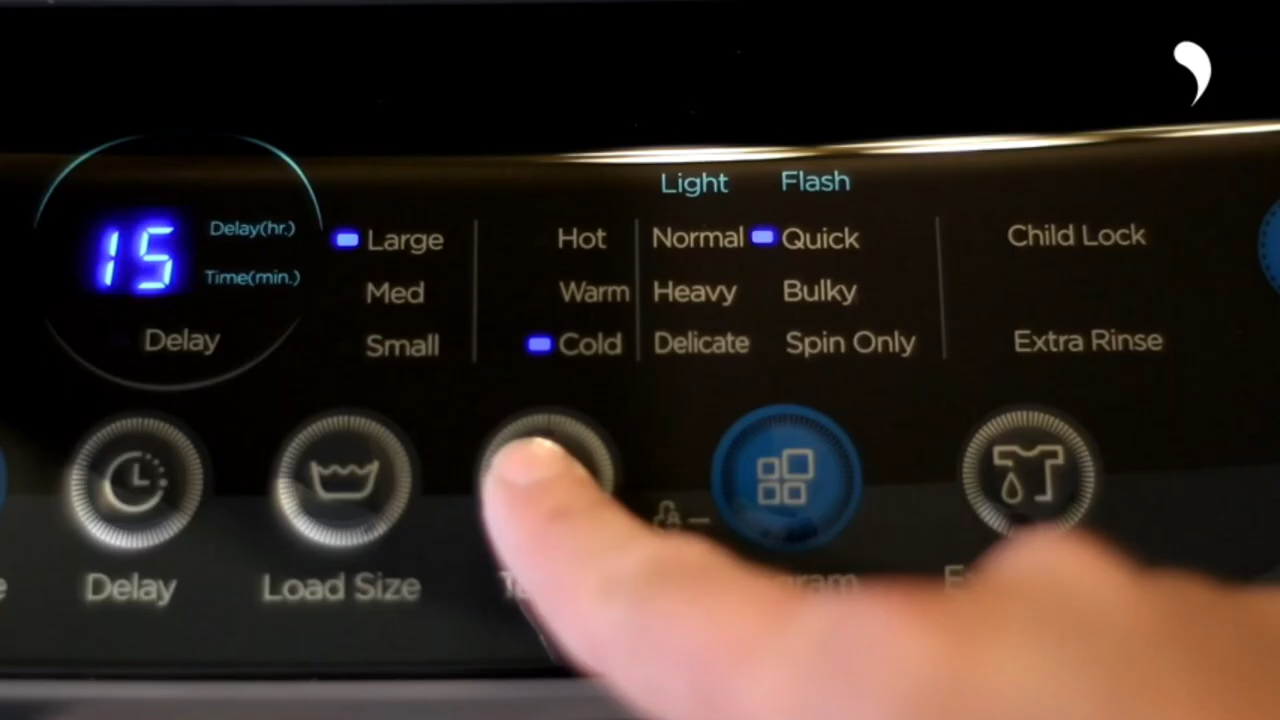 Light Flash
15 Delay(hr.) Large Hot Normal Quick Child Lock
Time(min.) Med Warm Heavy Bulky
Delay Small Cold Delicate Spin Only Extra Rinse
Delay Load Size